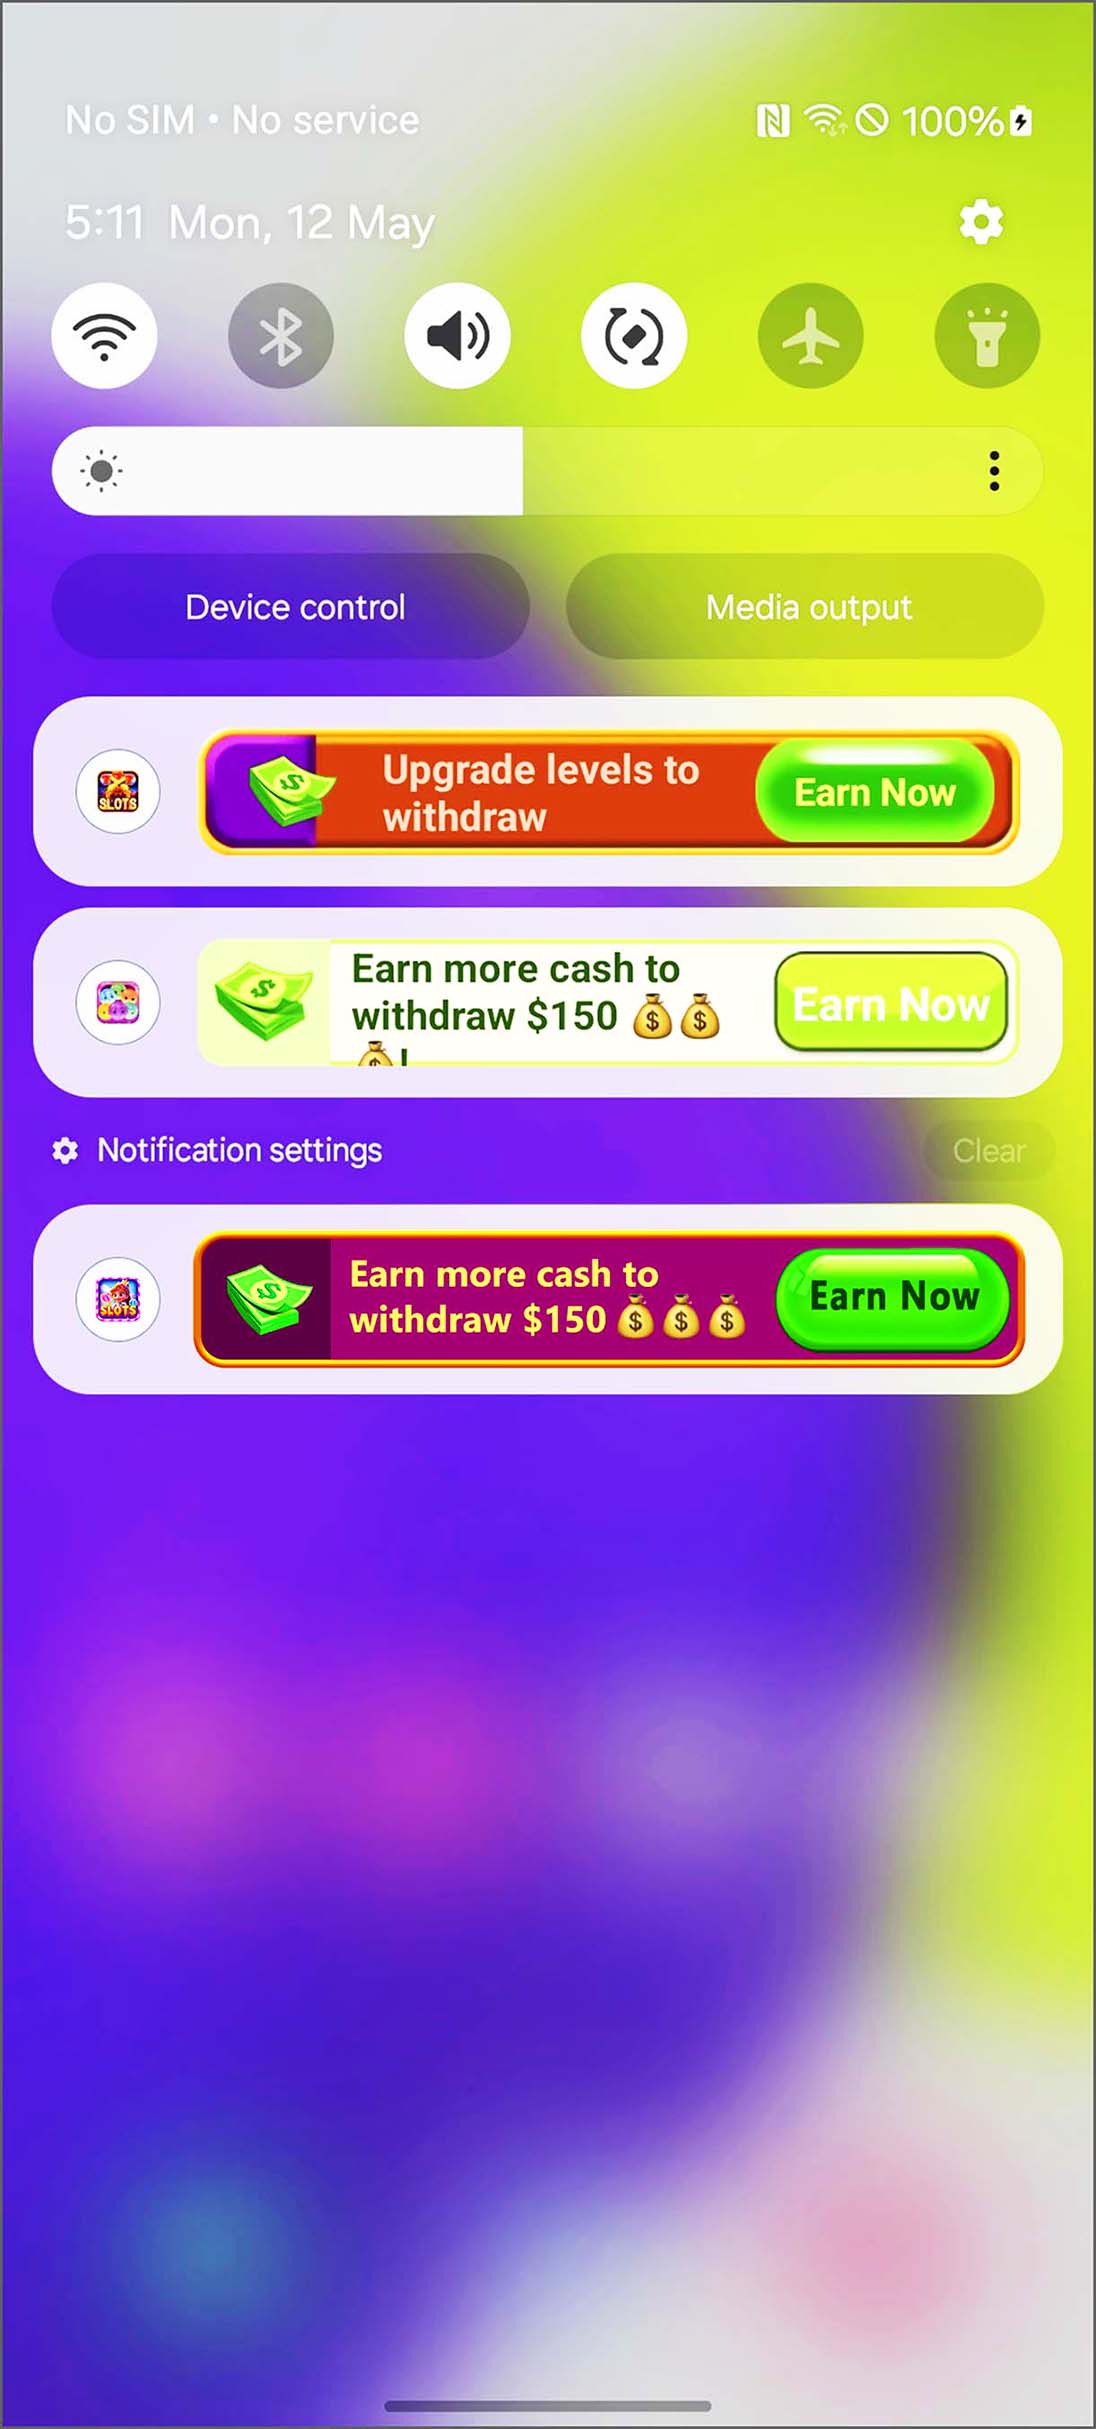 No SIM • No service
100%
5:11 Mon, 12 May
Device control
Media output
SLOTS
Upgrade levels to
withdraw
Earn Now
Earn more cash to
withdraw $150 💰💰
💰!
Earn Now
Notification settings
Clear
SLOTS
Earn more cash to
withdraw $150 💰💰💰
Earn Now